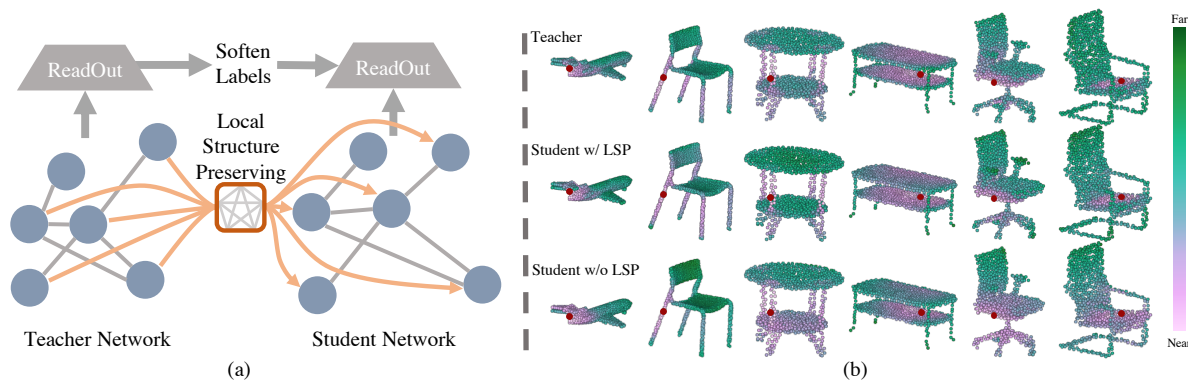 ReadOut
Soften
Labels
ReadOut
Local
Structure
Preserving
Teacher Network
Student Network
(a)
Teacher
Student w/ LSP
Student w/o LSP
(b)
Far
Near